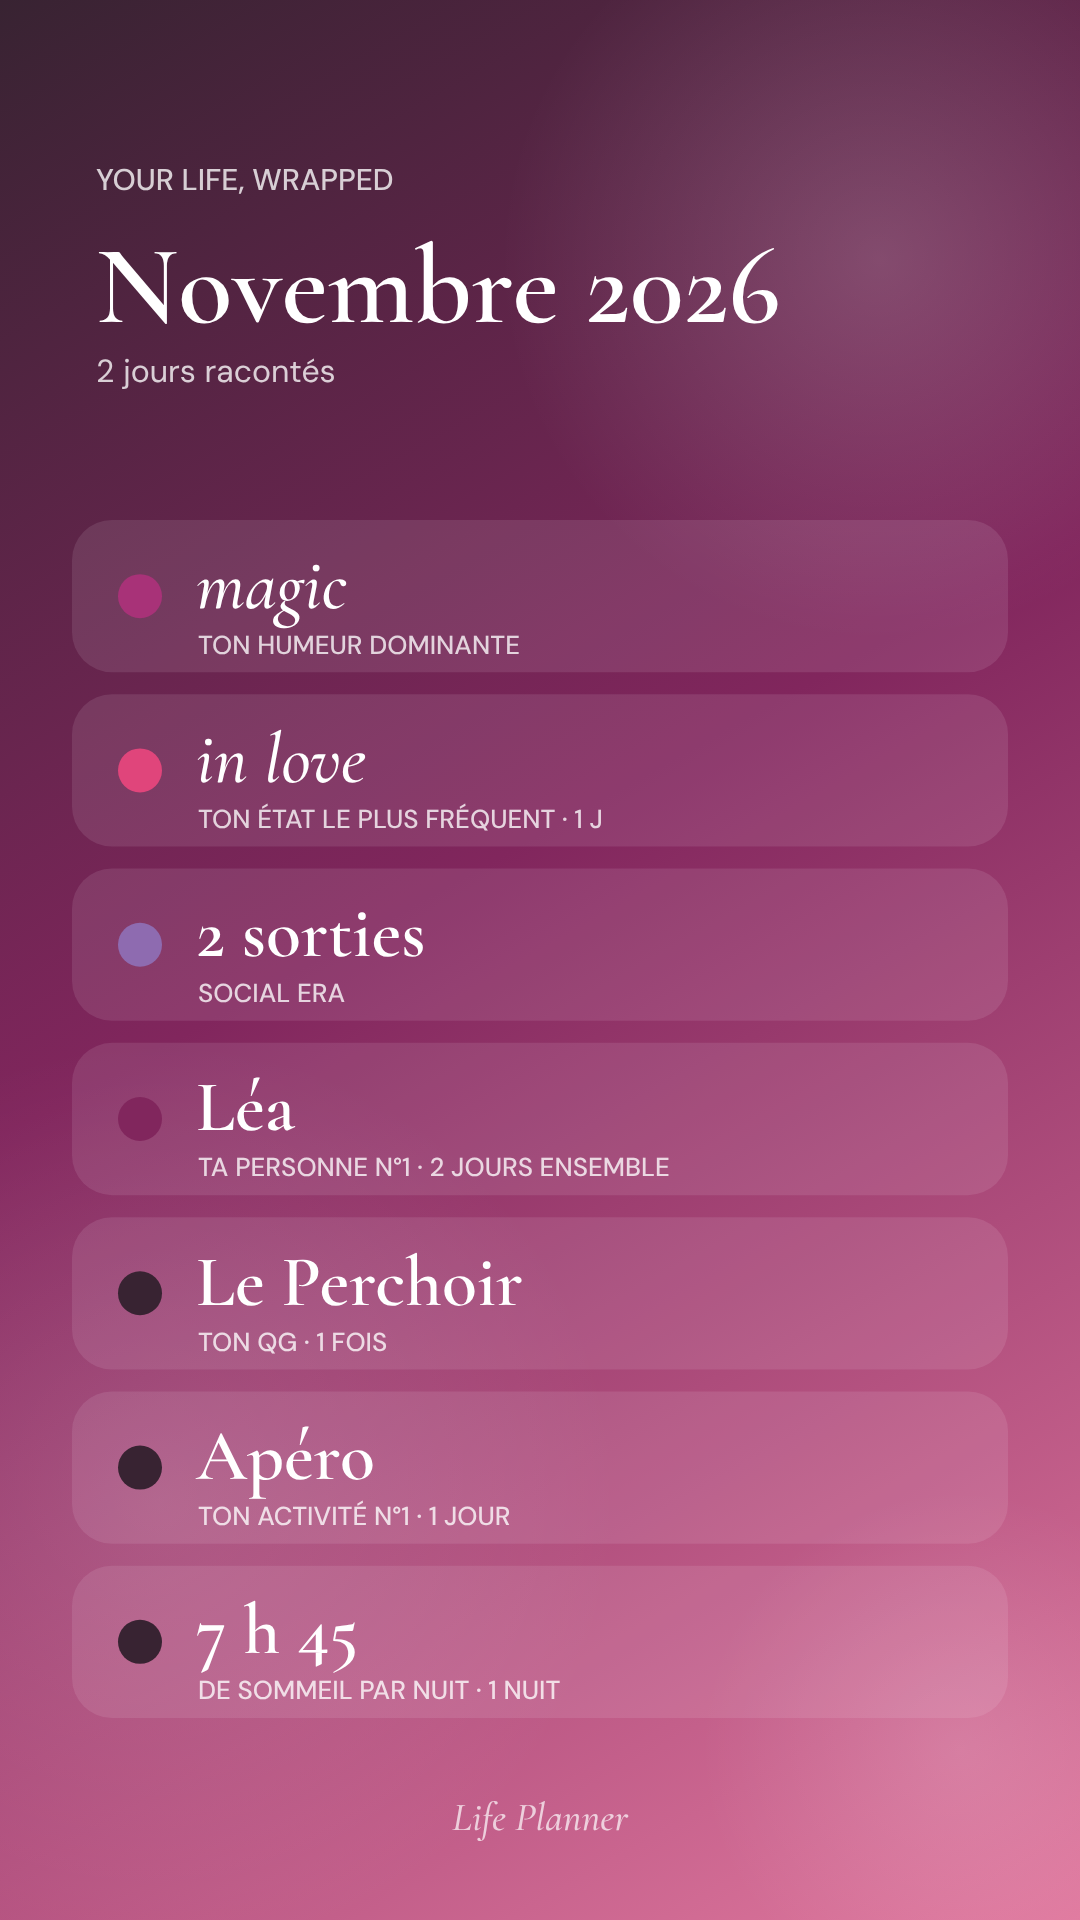 YOUR LIFE, WRAPPED
Novembre 2026
2 jours racontés
magic
TON HUMEUR DOMINANTE
in love
TON ÉTAT LE PLUS FRÉQUENT · 1 J
2 sorties
SOCIAL ERA
Léa
TA PERSONNE N°1 · 2 JOURS ENSEMBLE
Le Perchoir
TON QG · 1 FOIS
Apéro
TON ACTIVITÉ N°1 · 1 JOUR
7 h 45
DE SOMMEIL PAR NUIT · 1 NUIT
Life Planner